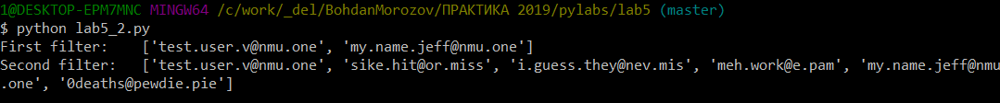 1@DESKTOP-EPM7MNC MINGW64 /c/work/_del/BohdanMorozov/ПРАКТИКА 2019/pylabs/lab5 (master)
$ python lab5_2.py
First filter:   ['test.user.v@nmu.one', 'my.name.jeff@nmu.one']
Second filter:  ['test.user.v@nmu.one', 'sike.hit@or.miss', 'i.guess.they@nev.mis', 'meh.work@e.pam', 'my.name.jeff@nmu
.one', '0deaths@pewdie.pie']